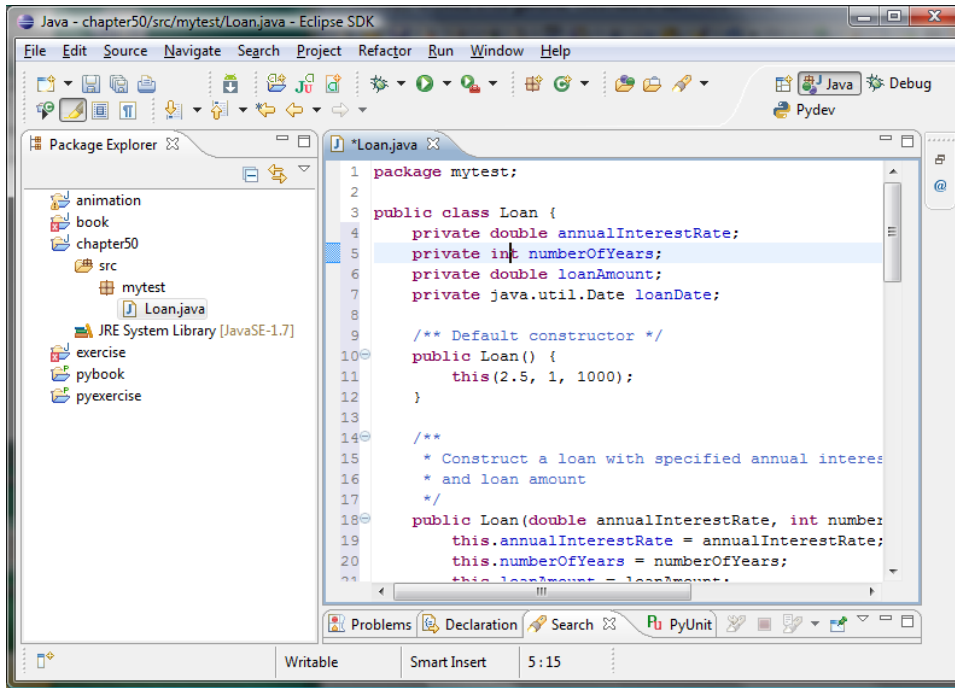 Java - chapter50/src/mytest/Loan.java - Eclipse SDK
File Edit Source Navigate Search Project Refactor Run Window Help
Java Debug
Pydev
Package Explorer
animation
book
chapter50
src
mytest
Loan.java
JRE System Library [JavaSE-1.7]
exercise
pybook
pyexercise
*Loan.java
1 package mytest;
2
3 public class Loan {
4 private double annualInterestRate;
5 private int numberOfYears;
6 private double loanAmount;
7 private java.util.Date loanDate;
8
9 /** Default constructor */
10 public Loan() {
11 this(2.5, 1, 1000);
12 }
13
14 /**
15 * Construct a loan with specified annual interes
16 * and loan amount
17 */
18 public Loan(double annualInterestRate, int number
19 this.annualInterestRate = annualInterestRate;
20 this.numberOfYears = numberOfYears;
21 this.loanAmount = loanAmount;
Problems Declaration Search PyUnit
Writable Smart Insert 5 : 15